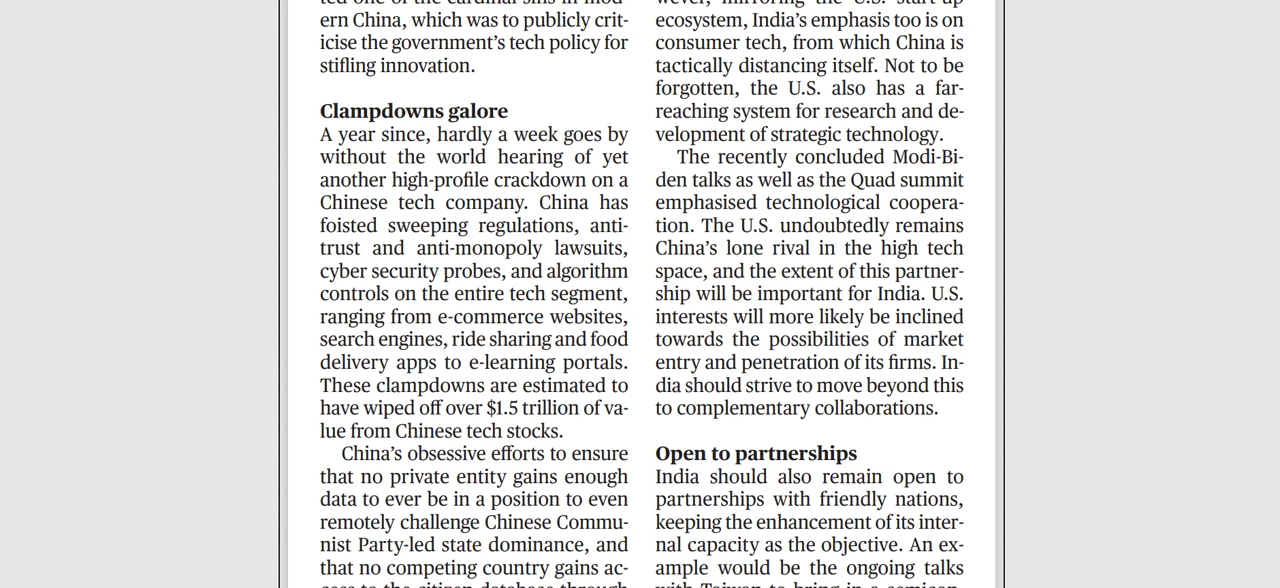 ern China, which was to publicly crit-
icise the government's tech policy for
stifling innovation.
Clampdowns galore
A year since, hardly a week goes by
without the world hearing of yet
another high-profile crackdown on a
Chinese tech company. China has
foisted sweeping regulations, anti-
trust and anti-monopoly lawsuits,
cyber security probes, and algorithm
controls on the entire tech segment,
ranging from e-commerce websites,
search engines, ride sharing and food
delivery apps to e-learning portals.
These clampdowns are estimated to
have wiped off over $1.5 trillion of va-
lue from Chinese tech stocks.
China's obsessive efforts to ensure
that no private entity gains enough
data to ever be in a position to even
remotely challenge Chinese Commu-
nist Party-led state dominance, and
that no competing country gains ac-
ecosystem, India's emphasis too is on
consumer tech, from which China is
tactically distancing itself. Not to be
forgotten, the U.S. also has a far-
reaching system for research and de-
velopment of strategic technology.
The recently concluded Modi-Bi-
den talks as well as the Quad summit
emphasised technological coopera-
tion. The U.S. undoubtedly remains
China's lone rival in the high tech
space, and the extent of this partner-
ship will be important for India. U.S.
interests will more likely be inclined
towards the possibilities of market
entry and penetration of its firms. In-
dia should strive to move beyond this
to complementary collaborations.
Open to partnerships
India should also remain open to
partnerships with friendly nations,
keeping the enhancement of its inter-
nal capacity as the objective. An ex-
ample would be the ongoing talks